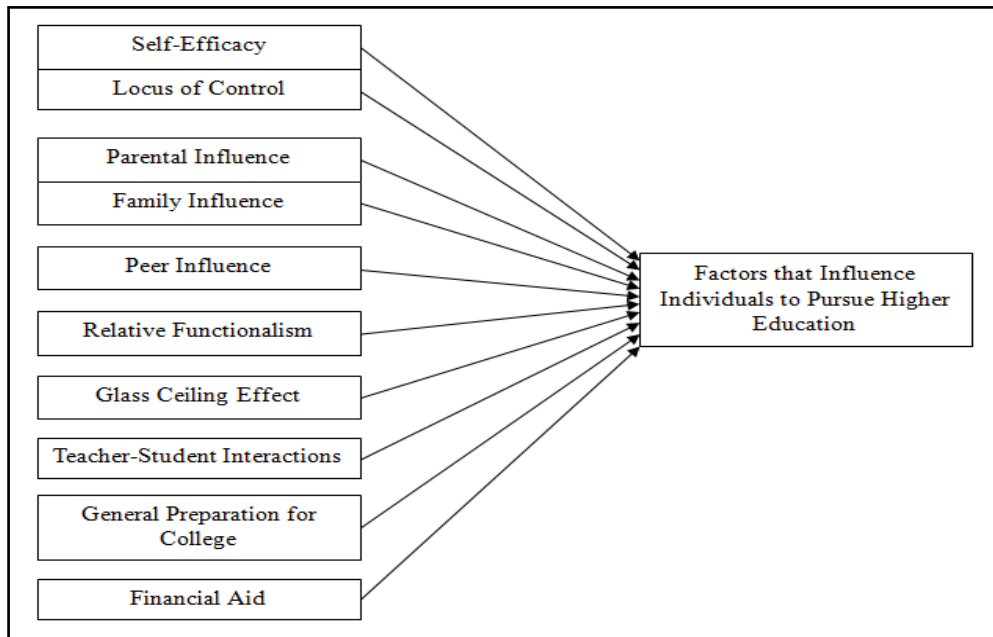 Self-Efficacy
Locus of Control
Parental Influence
Family Influence
Peer Influence
Relative Functionalism
Glass Ceiling Effect
Teacher-Student Interactions
General Preparation for
College
Financial Aid
Factors that Influence
Individuals to Pursue Higher
Education